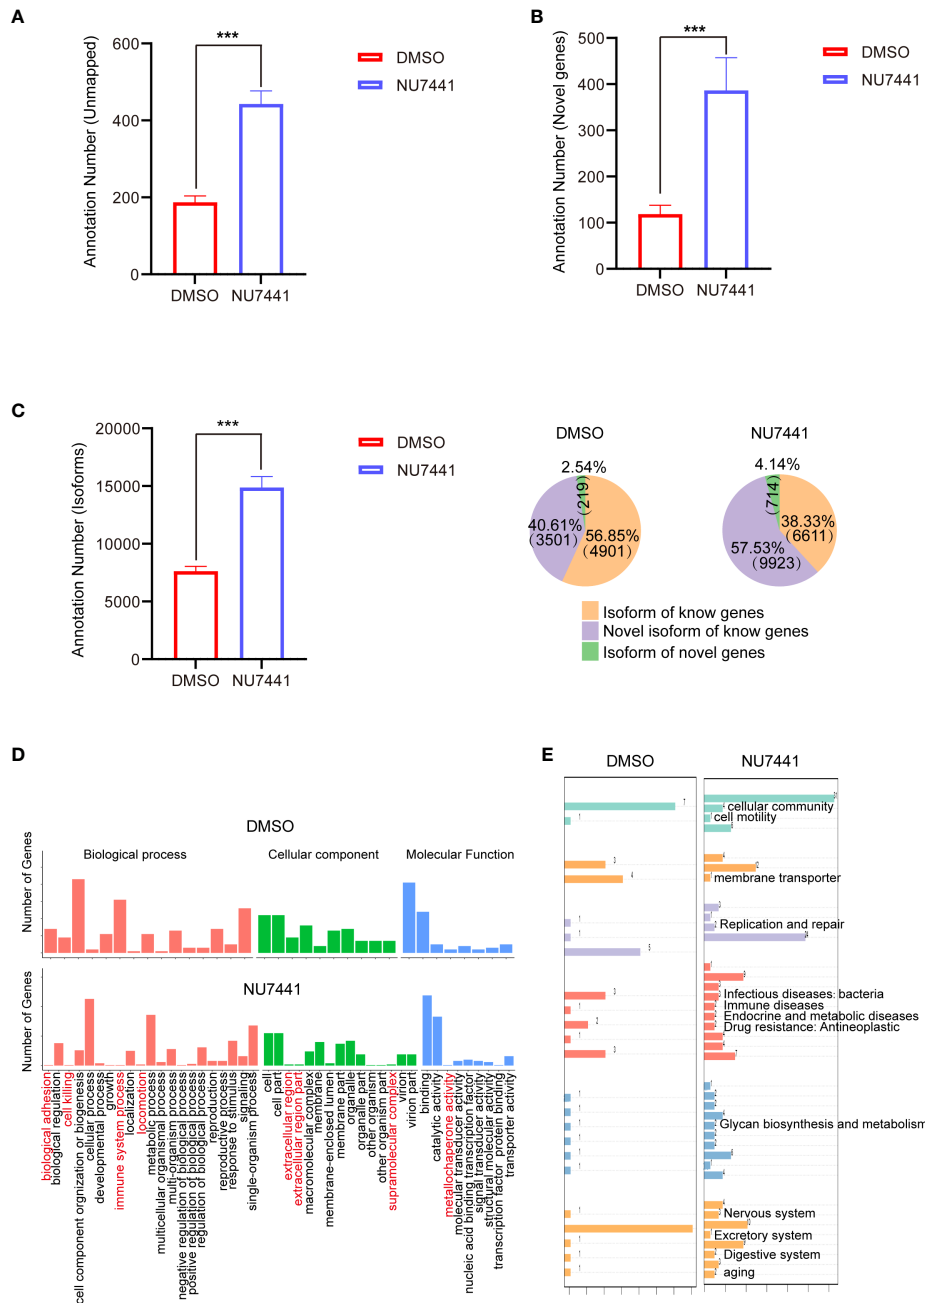 A
Annotation Number (Unmapped)
600
400
200
0
***
DMSO
NU7441
DMSO
NU7441
B
Annotation Number (Novel genes)
500
400
300
200
100
0
***
DMSO
NU7441
DMSO
NU7441
C
Annotation Number (Isoforms)
20000
15000
10000
5000
0
***
DMSO
NU7441
DMSO
NU7441
DMSO
2.54%
(219)
40.61%
(3501)
56.85%
(4901)
NU7441
4.14%
(714)
38.33%
(6611)
57.53%
(9923)
Isoform of know genes
Novel isoform of know genes
Isoform of novel genes
D
DMSO
Number of Genes
Biological process
Cellular component
Molecular Function
NU7441
Number of Genes
biological adhesion
biological regulation
cell killing
cell component orgnization or biogenesis
cellular process
developmental process
growth
immune system process
localization
locomotion
metabolic process
multicellular organismal process
multi-organism process
negative regulation of biological process
positive regulation of biological process
regulation of biological process
reproduction
reproductive process
response to stimulus
signaling
single-organism process
cell
cell part
extracellular region
extracellular region part
macromolecular complex
membrane
membrane-enclosed lumen
membrane part
organelle
organalle part
other organism
other organism part
supramolecular complex
virion
virion part
binding
catalytic activity
metallochaperone activity
molecular transducer activity
nucleic acid binding transcription factor
signal transducer activity
structural molecular activity
transcription factor protein binding
transporter activity
E
DMSO
NU7441
cellular community
cell motility
membrane transporter
Replication and repair
Infectious diseases: bacteria
Immune diseases
Endocrine and metabolic diseases
Drug resistance: Antineoplastic
Glycan biosynthesis and metabolism
Nervous system
Excretory system
Digestive system
aging